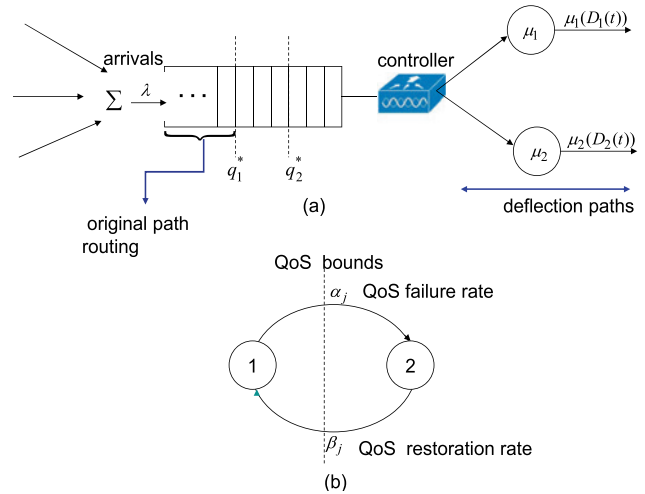 arrivals
∑
λ
...
q₁*
q₂*
original path
routing
(a)
controller
μ₁
μ₁(D₁(t))
μ₂
μ₂(D₂(t))
deflection paths
QoS bounds
αⱼ
QoS failure rate
1
2
βⱼ
QoS restoration rate
(b)